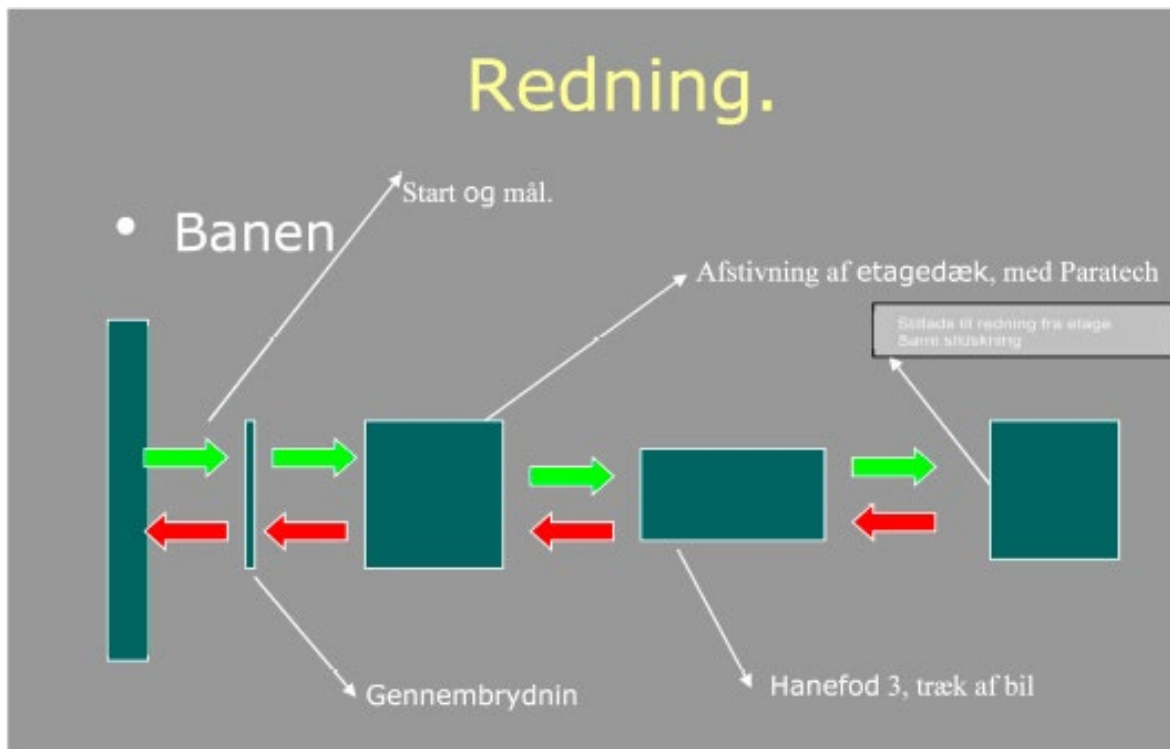 Redning.
Start og mål.
• Banen
Afstivning af etagedæk, med Paratech
Stillads til redning fra etage
Samt
Gennembrydnin
Hanefod 3, træk af bil